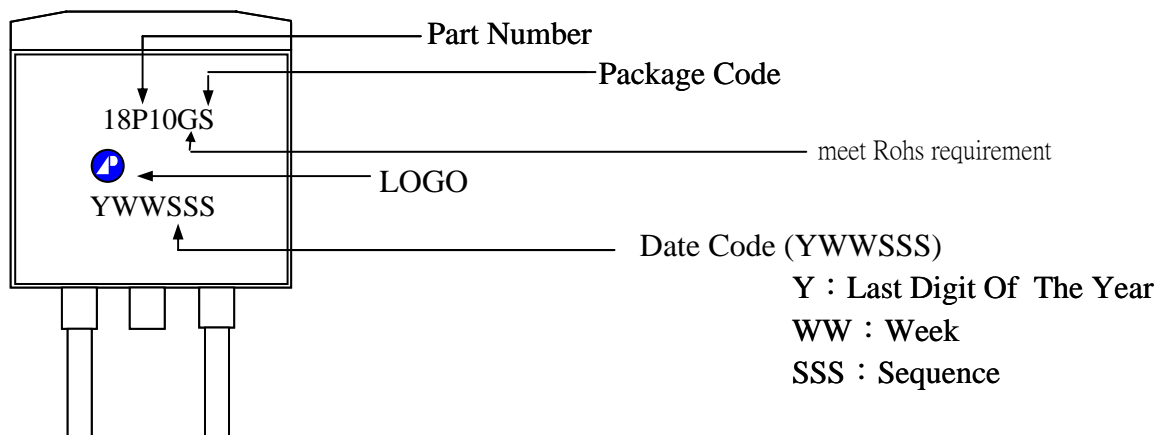 Part Number
Package Code
18P10GS
meet Rohs requirement
LOGO
YWWSSS
Date Code (YWWSSS)
Y：Last Digit Of The Year
WW：Week
SSS：Sequence